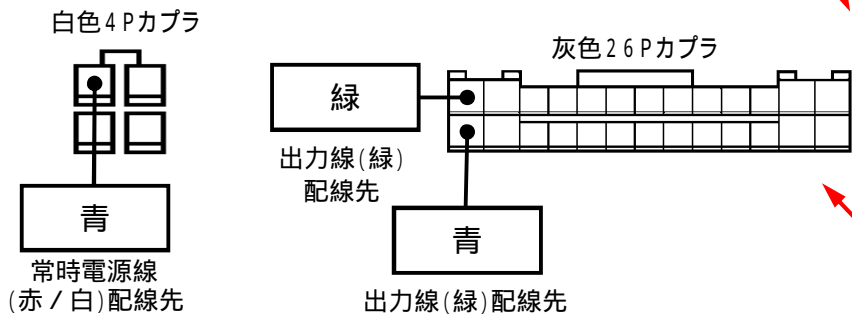 白色4Pカプラ
青
常時電源線
(赤/白)配線先
灰色26Pカプラ
緑
出力線(緑)
配線先
青
出力線(緑)配線先